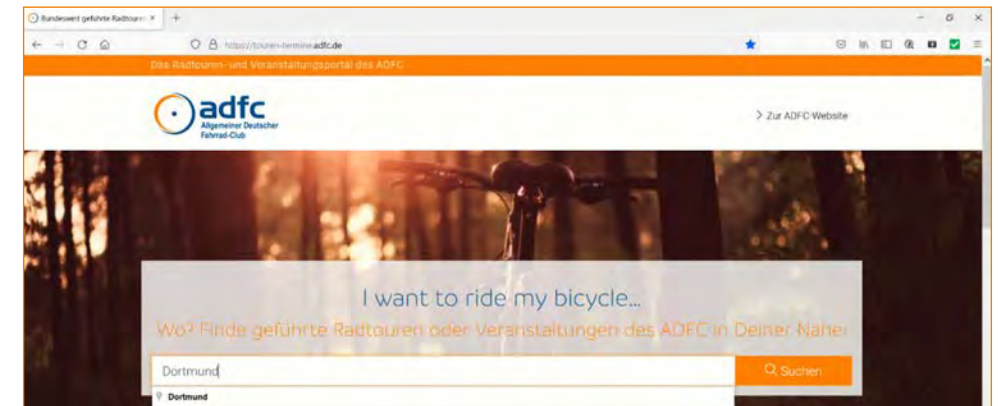 Bundesweit geführte Radtouren
https://touren-termine.adfc.de
Das Radtouren- und Veranstaltungsportal des ADFC
adfc
Allgemeiner Deutscher
Fahrrad-Club
> Zur ADFC-Website
I want to ride my bicycle...
Wo? Finde geführte Radtouren oder Veranstaltungen des ADFC in Deiner Nähe!
Dortmund
Suchen
Dortmund